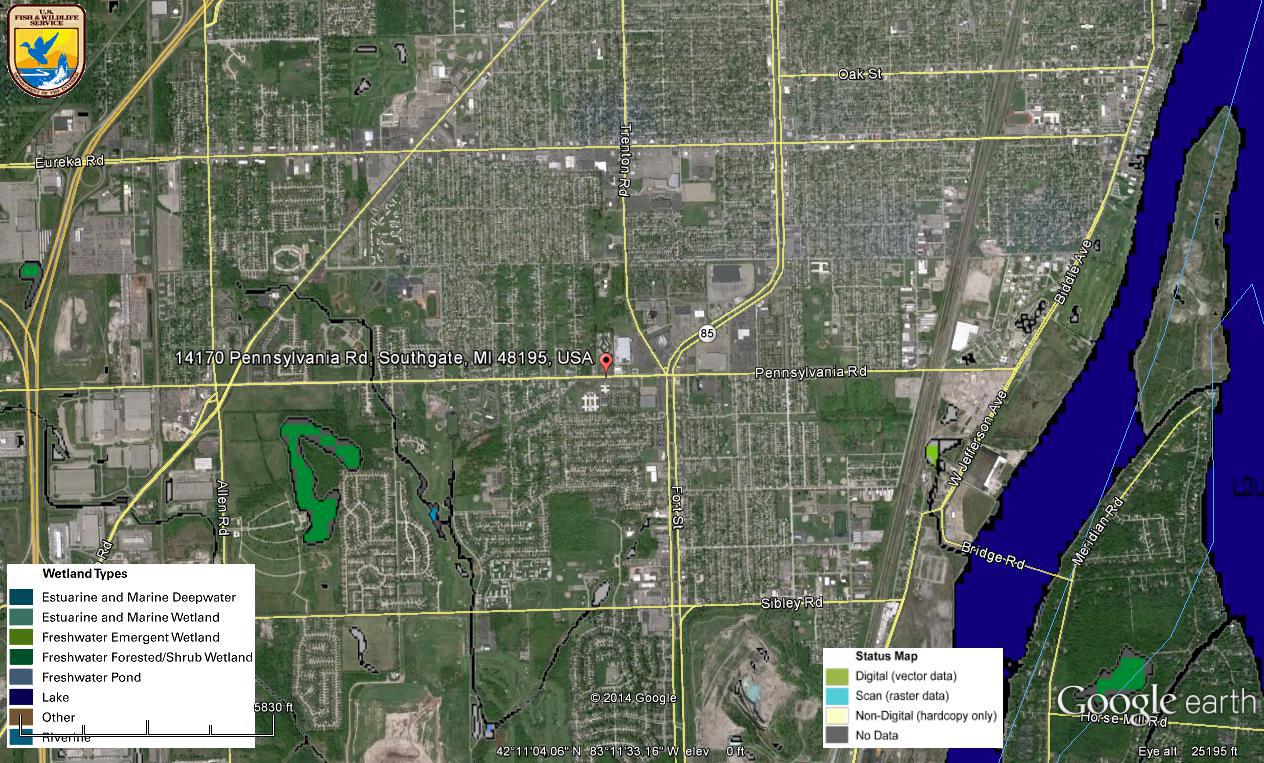 U.S.
FISH & WILDLIFE
SERVICE
Oak St
Trenton Rd
Eureka Rd
Biddle Ave
85
14170 Pennsylvania Rd, Southgate, MI 48195, USA
Pennsylvania Rd
W Jefferson Ave
Allen Rd
Fort St
L2U
Meridian Rd
Rd
Bridge Rd
Sibley Rd
Wetland Types
Estuarine and Marine Deepwater
Estuarine and Marine Wetland
Freshwater Emergent Wetland
Freshwater Forested/Shrub Wetland
Freshwater Pond
Lake
Other
Riverine
5830 ft
Status Map
Digital (vector data)
Scan (raster data)
Non-Digital (hardcopy only)
No Data
© 2014 Google
Google earth
Horse Mill Rd
42°11'04.06" N 83°11'33.16" W elev 0 ft
Eye alt 25195 ft